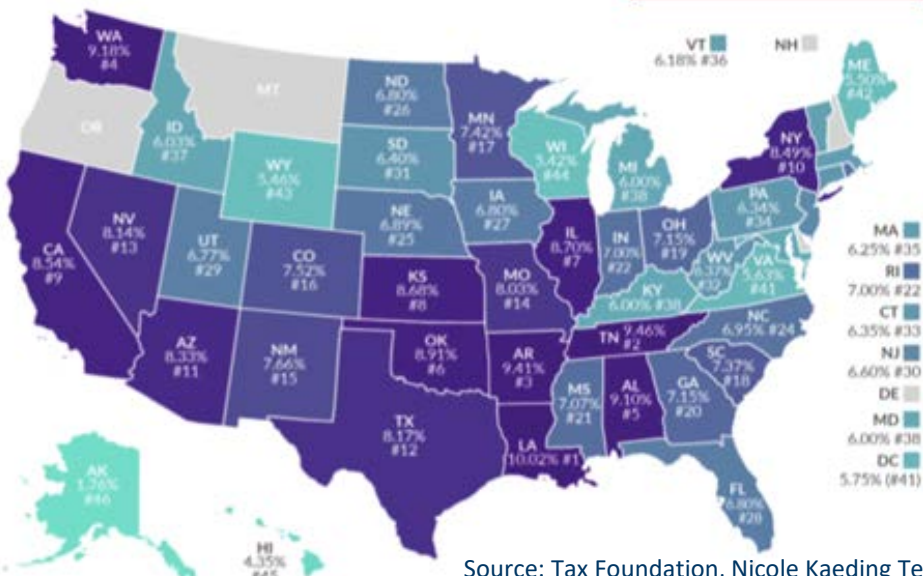 WA
9.18%
#4
MT
OR
ID
6.03%
#37
WY
5.46%
#43
ND
6.80%
#26
SD
6.40%
#31
NE
6.89%
#25
MN
7.42%
#17
WI
5.42%
#44
IA
6.80%
#27
MI
6.00%
#38
VT
6.18% #36
NH
ME
5.50%
#42
NY
8.49%
#10
PA
6.34%
#34
CA
8.54%
#9
NV
8.14%
#13
UT
6.77%
#29
CO
7.52%
#16
KS
8.68%
#8
MO
8.03%
#14
IL
8.70%
#7
IN
7.00%
#22
OH
7.15%
#19
WV
6.37%
#32
VA
5.63%
#41
KY
6.00% #38
NC
6.95% #24
TN 9.46%
#2
SC
7.37%
#18
AZ
8.33%
#11
NM
7.66%
#15
OK
8.91%
#6
AR
9.41%
#3
MS
7.07%
#21
AL
9.10%
#5
GA
7.15%
#20
TX
8.17%
#12
LA
10.02% #1
FL
6.80%
#28
AK
1.76%
#46
HI
4.35%
#45
MA
6.25% #35
RI
7.00% #22
CT
6.35% #33
NJ
6.60% #30
DE
MD
6.00% #38
DC
5.75% (#41)
Source: Tax Foundation, Nicole Kaeding Te